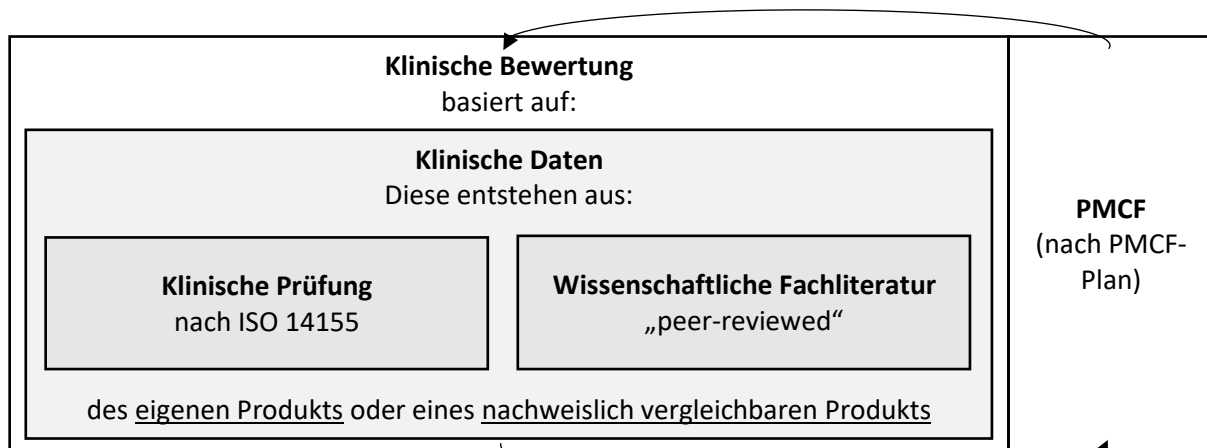 Klinische Bewertung
basiert auf:
Klinische Daten
Diese entstehen aus:
Klinische Prüfung
nach ISO 14155
Wissenschaftliche Fachliteratur
„peer-reviewed“
des eigenen Produkts oder eines nachweislich vergleichbaren Produkts
PMCF
(nach PMCF-
Plan)